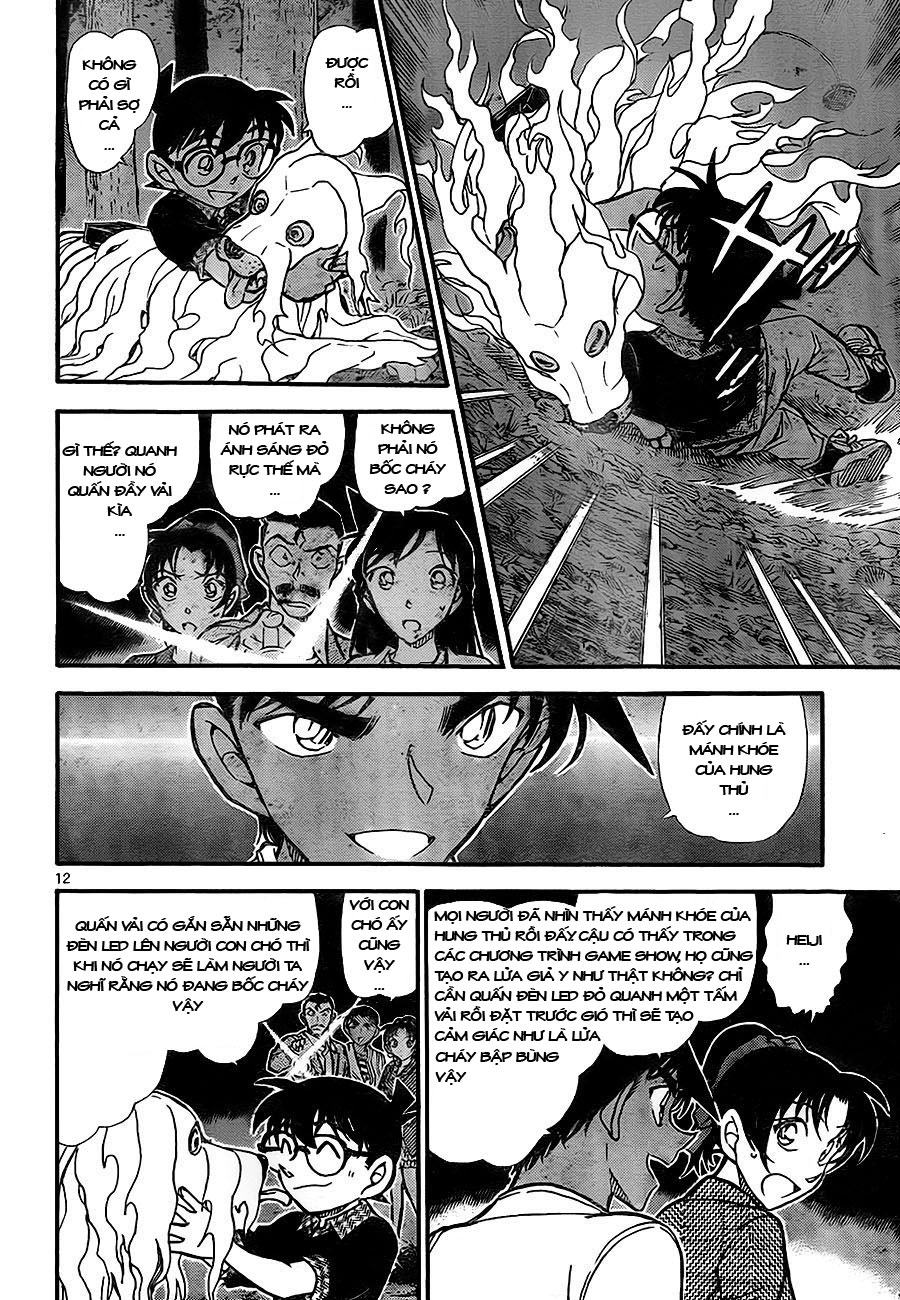 ĐƯỢC
RỒI
...
KHÔNG
CÓ GÌ
PHẢI SỢ
CẢ
...
KHÔNG
PHẢI NÓ
BỐC CHÁY
SAO ?
NÓ PHÁT RA
ÁNH SÁNG ĐỎ
RỰC THẾ MÀ
...
GÌ THẾ? QUANH
NGƯỜI NÓ
QUẤN ĐẦY VẢI
KÌA
...
ĐẤY CHÍNH LÀ
MÁNH KHÓE
CỦA HUNG
THỦ
...
12
HEIJI
...
MỌI NGƯỜI ĐÃ NHÌN THẤY MÁNH KHÓE CỦA
HUNG THỦ RỒI ĐẤY. CẬU CÓ THẤY TRONG
CÁC CHƯƠNG TRÌNH GAME SHOW, HỌ CŨNG
TẠO RA LỬA GIẢ Y NHƯ THẬT KHÔNG? CHỈ
CẦN QUẤN ĐÈN LED ĐỎ QUANH MỘT TẤM
VẢI RỒI ĐẶT TRƯỚC GIÓ THÌ SẼ TẠO
CẢM GIÁC NHƯ LÀ LỬA
CHÁY BẬP BÙNG
VẬY
VỚI CON
CHÓ ẤY
CŨNG
VẬY
...
QUẤN VẢI CÓ GẮN SẴN NHỮNG
ĐÈN LED LÊN NGƯỜI CON CHÓ THÌ
KHI NÓ CHẠY SẼ LÀM NGƯỜI TA
NGHĨ RẰNG NÓ ĐANG BỐC CHÁY
VẬY